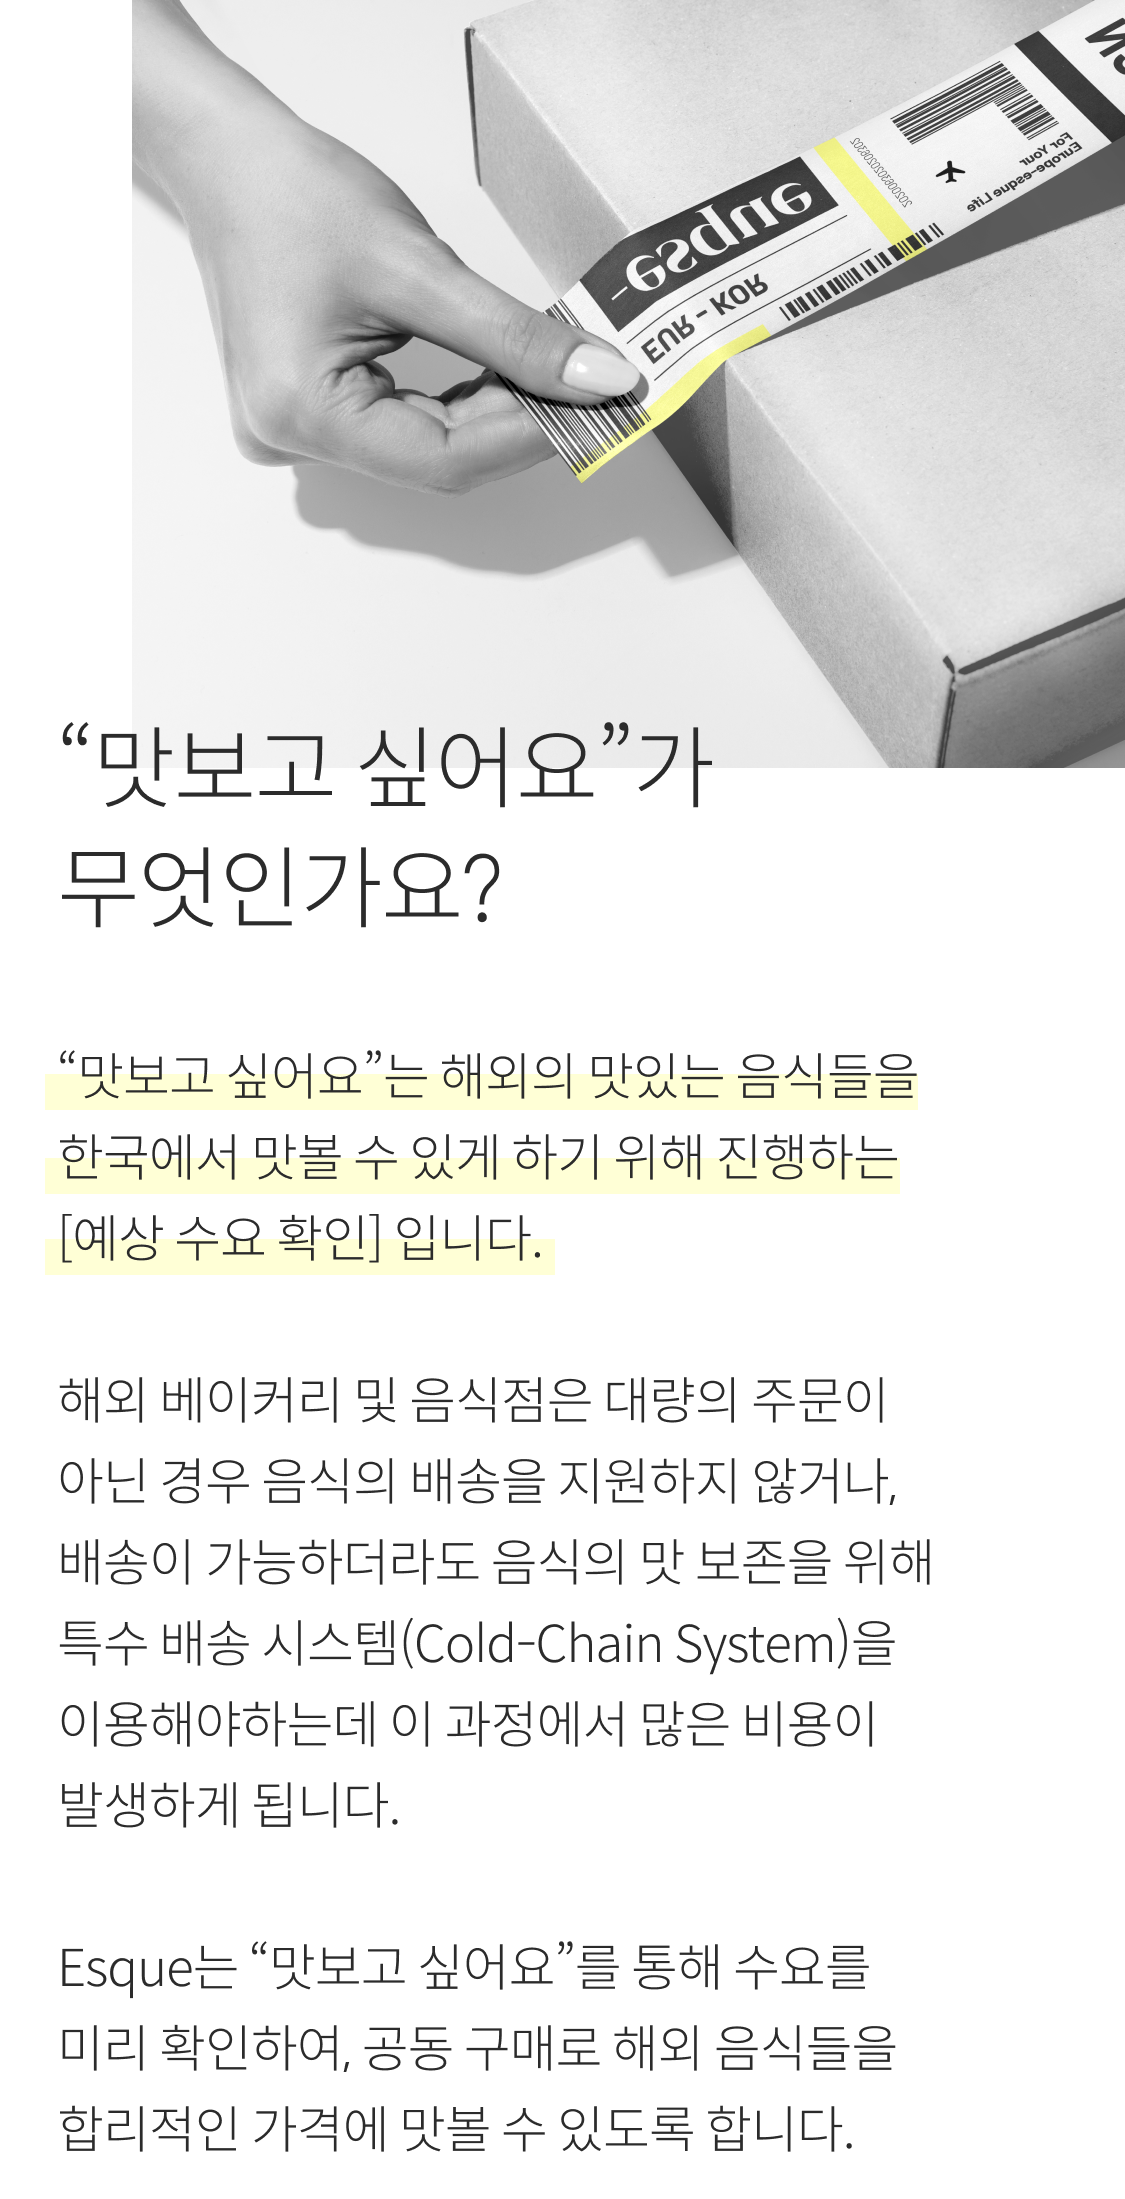 esque
EUR - KOR
For Your
Europe-esque Life
“맛보고 싶어요”가
무엇인가요?
“맛보고 싶어요”는 해외의 맛있는 음식들을
한국에서 맛볼 수 있게 하기 위해 진행하는
[예상 수요 확인] 입니다.
해외 베이커리 및 음식점은 대량의 주문이
아닌 경우 음식의 배송을 지원하지 않거나,
배송이 가능하더라도 음식의 맛 보존을 위해
특수 배송 시스템(Cold-Chain System)을
이용해야하는데 이 과정에서 많은 비용이
발생하게 됩니다.
Esque는 “맛보고 싶어요”를 통해 수요를
미리 확인하여, 공동 구매로 해외 음식들을
합리적인 가격에 맛볼 수 있도록 합니다.